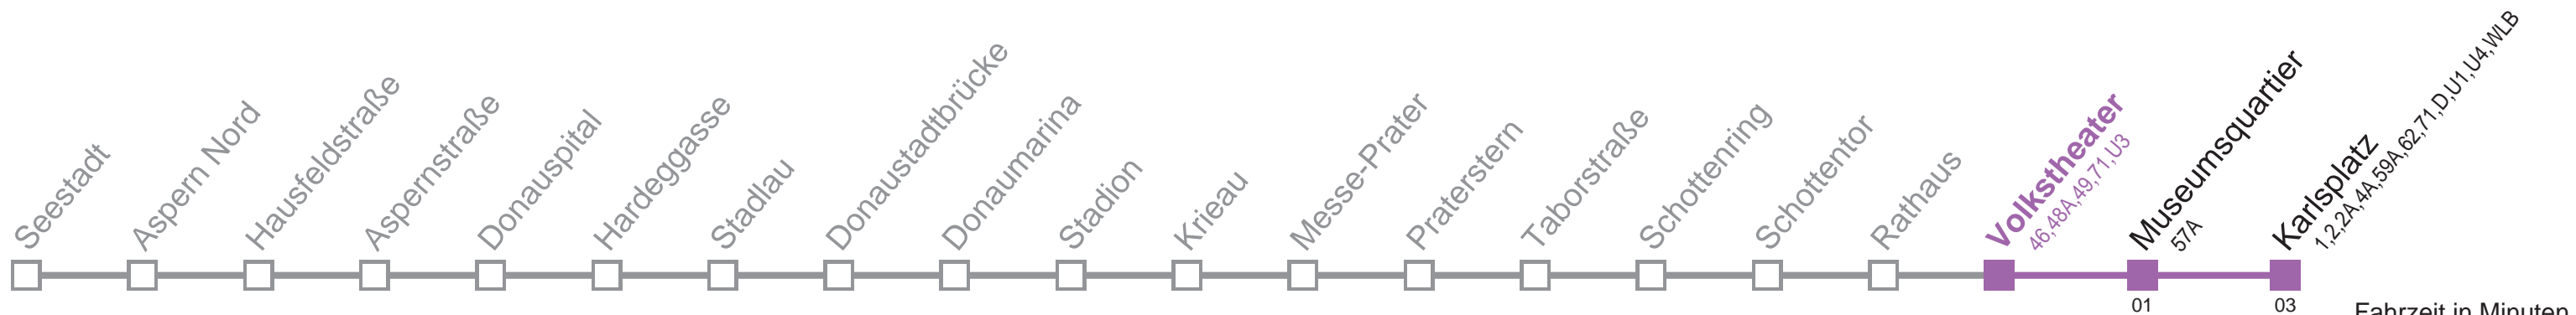 Seestadt
Aspern Nord
Hausfeldstraße
Aspernstraße
Donauspital
Hardeggasse
Stadlau
Donaustadtbrücke
Donaumarina
Stadion
Krieau
Messe-Prater
Praterstern
Taborstraße
Schottenring
Schottentor
Rathaus
Volkstheater
46,48A,49,71,U3
Museumsquartier
57A
Karlsplatz
1,2,2A,4A,59A,62,71,D,U1,U4,WLB
01
03
Fahrzeit in Minuten